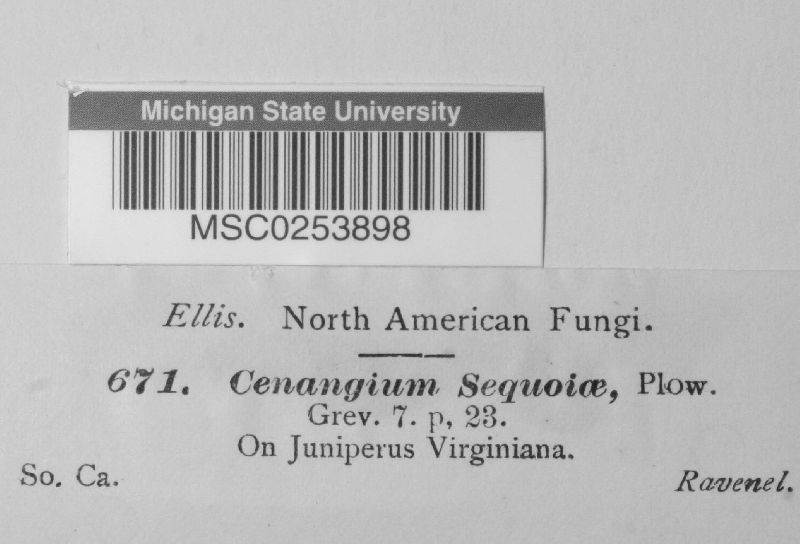 Michigan State University
MSC0253898
Ellis. North American Fungi.
671. Cenangium Sequoiæ, Plow.
Grev. 7. p, 23.
On Juniperus Virginiana.
So. Ca. Ravenel.